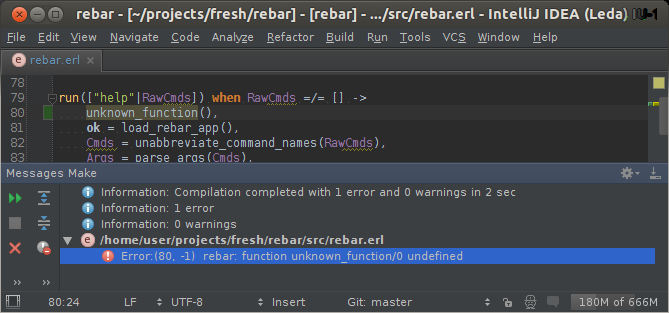 rebar - [~/projects/fresh/rebar] - [rebar] - .../src/rebar.erl - IntelliJ IDEA (Leda)
File Edit View Navigate Code Analyze Refactor Build Run Tools VCS Window Help
e rebar.erl
78
79 run(["help"|RawCmds]) when RawCmds =/= [] ->
80 unknown_function(),
81 ok = load_rebar_app(),
82 Cmds = unabbreviate_command_names(RawCmds),
83 Args = parse_args(Cmds),
Messages Make
Information: Compilation completed with 1 error and 0 warnings in 2 sec
Information: 1 error
Information: 0 warnings
e /home/user/projects/fresh/rebar/src/rebar.erl
Error:(80, -1) rebar: function unknown_function/0 undefined
80:24 LF UTF-8 Insert Git: master 180M of 666M